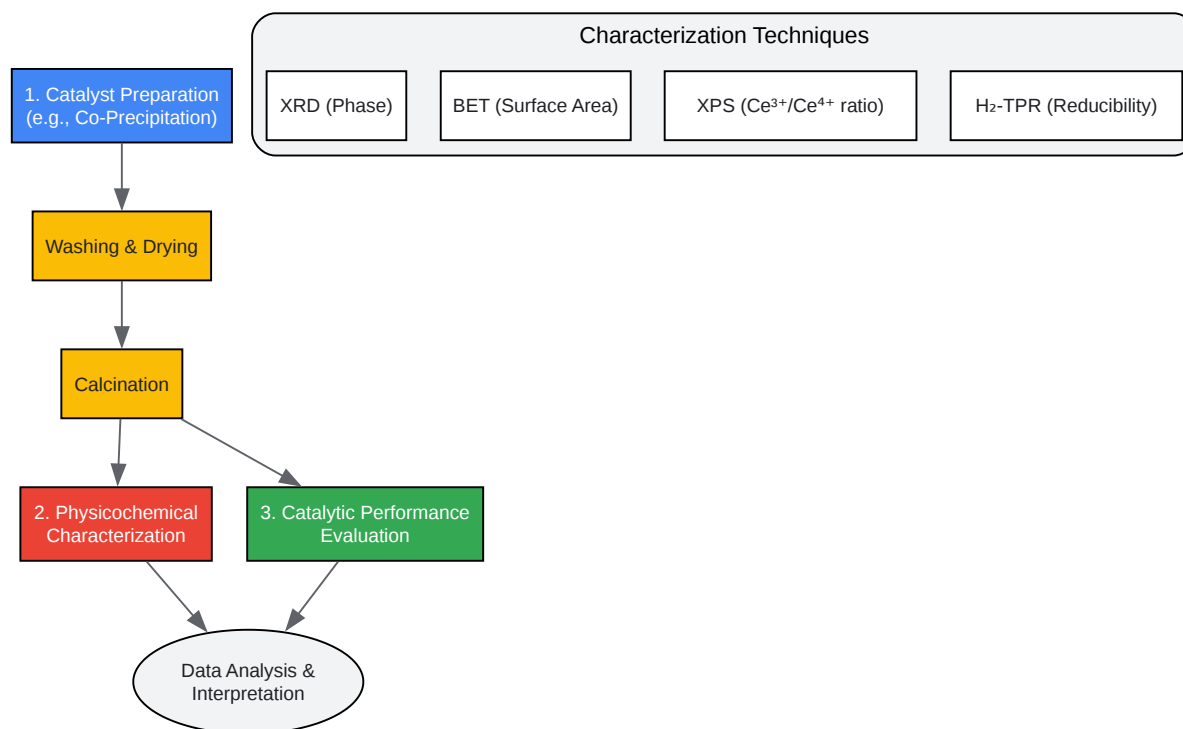 Characterization Techniques
1. Catalyst Preparation
(e.g., Co-Precipitation)
XRD (Phase)
BET (Surface Area)
XPS (Ce³⁺/Ce⁴⁺ ratio)
H₂-TPR (Reducibility)
Washing & Drying
Calcination
2. Physicochemical
Characterization
3. Catalytic Performance
Evaluation
Data Analysis &
Interpretation